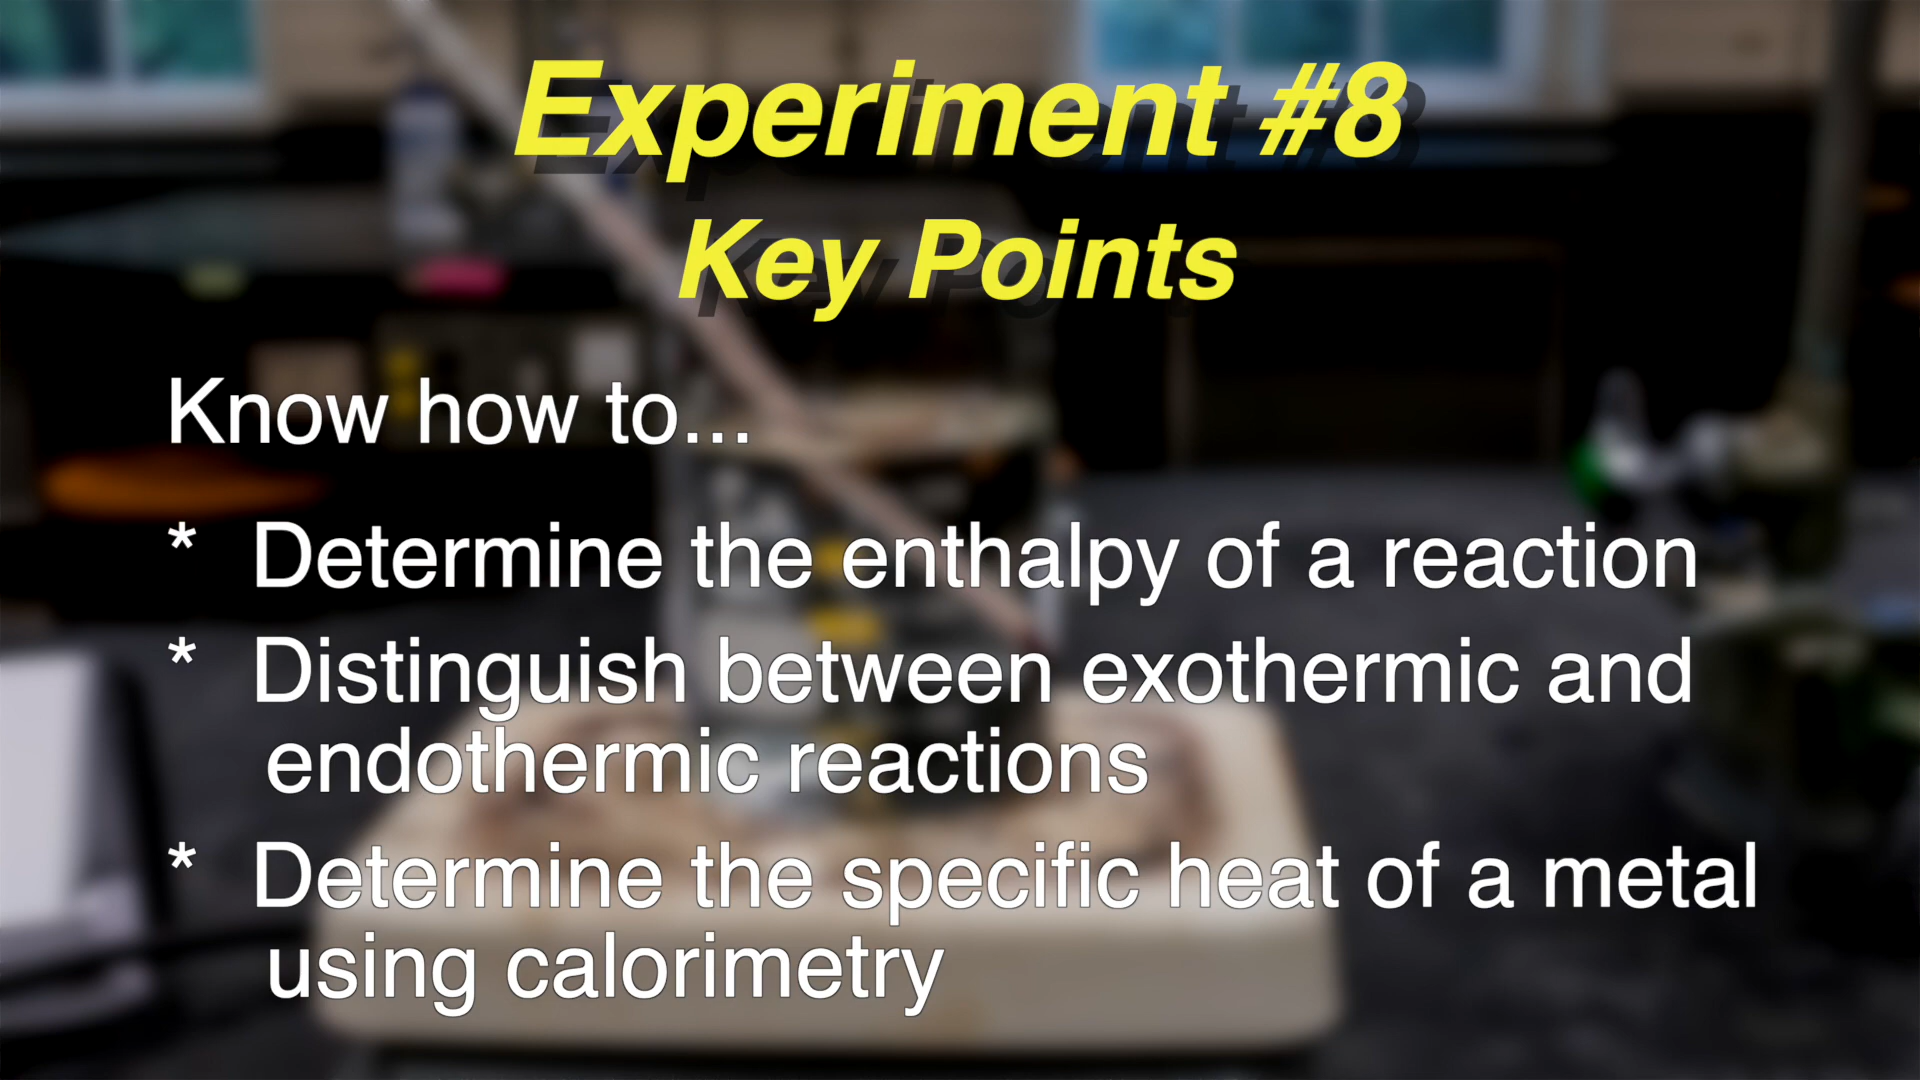 Experiment #8
Key Points
Know how to...
* Determine the enthalpy of a reaction
* Distinguish between exothermic and
endothermic reactions
* Determine the specific heat of a metal
using calorimetry